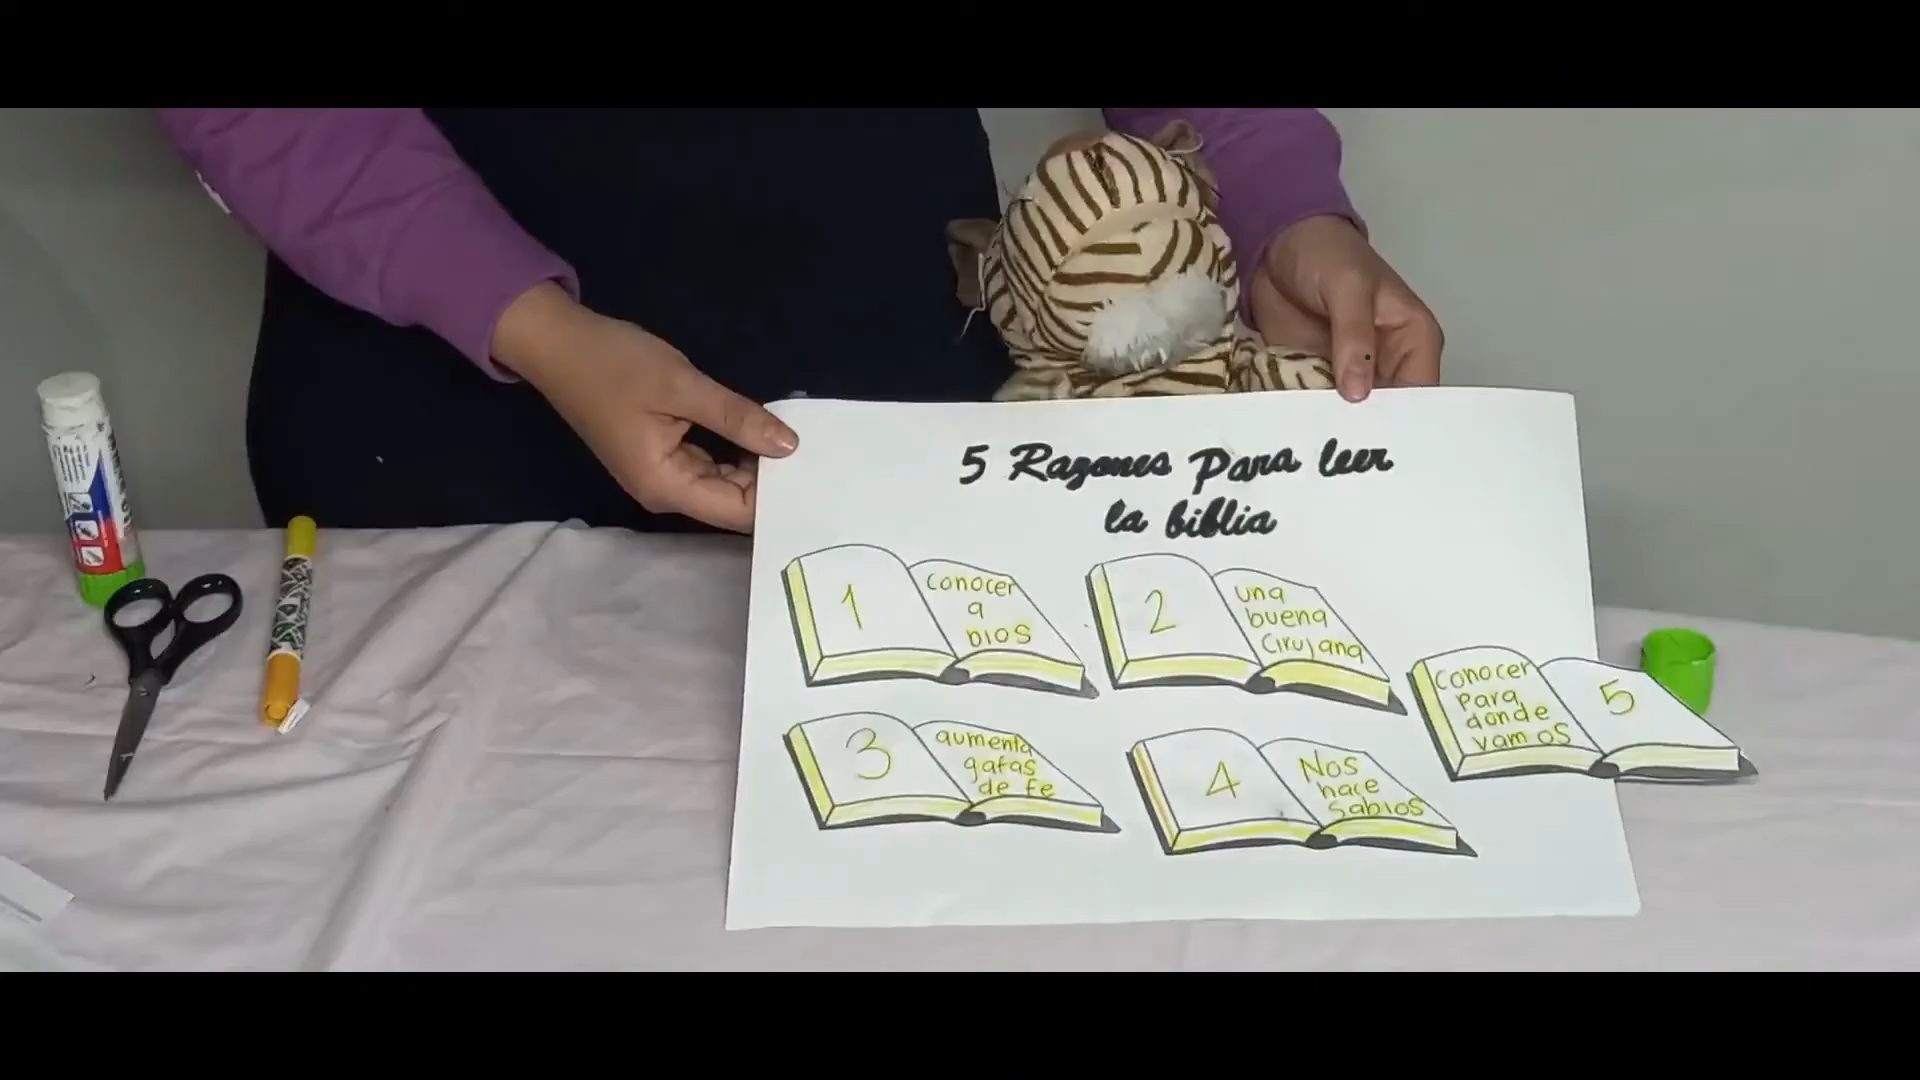 5 Razones Para leer
la biblia
1
conocer
a
DIOS
2
una
buena
cirujana
3
aumenta
gafas
de fe
4
Nos
hace
sabios
conocer
para
donde
vamos
5